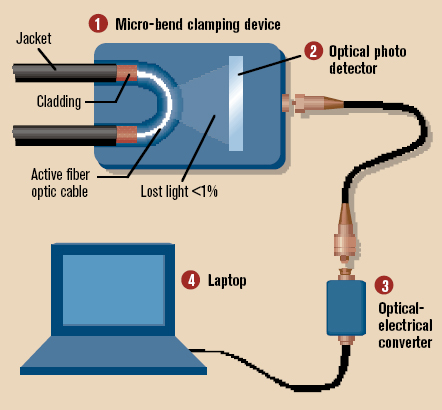 1 Micro-bend clamping device
Jacket
2 Optical photo
detector
Cladding
Active fiber
optic cable
Lost light <1%
4 Laptop
3
Optical-
electrical
converter